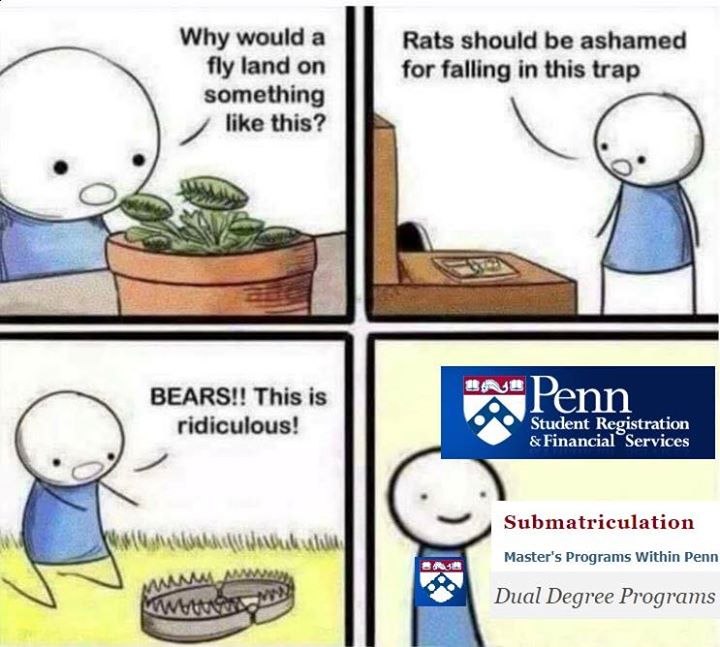 Why would a
fly land on
something
like this?
Rats should be ashamed
for falling in this trap
BEARS!! This is
ridiculous!
Penn
Student Registration
& Financial Services
Submatriculation
Master's Programs Within Penn
Dual Degree Programs